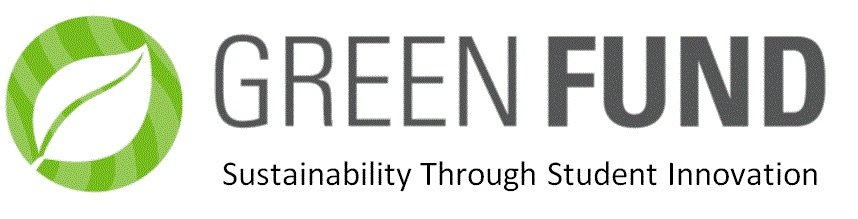 GREEN FUND
Sustainability Through Student Innovation